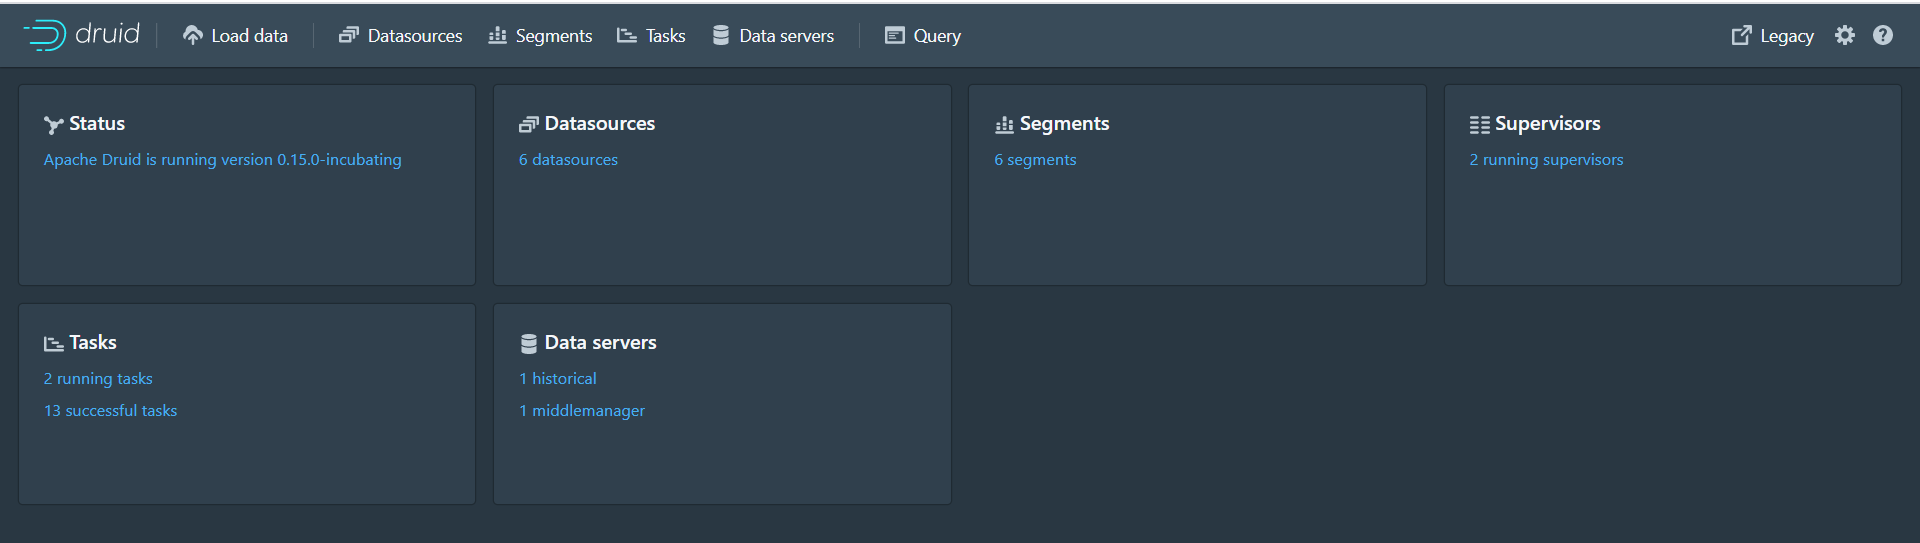 druid Load data Datasources Segments Tasks Data servers Query Legacy
Status
Apache Druid is running version 0.15.0-incubating
Datasources
6 datasources
Segments
6 segments
Supervisors
2 running supervisors
Tasks
2 running tasks
13 successful tasks
Data servers
1 historical
1 middlemanager